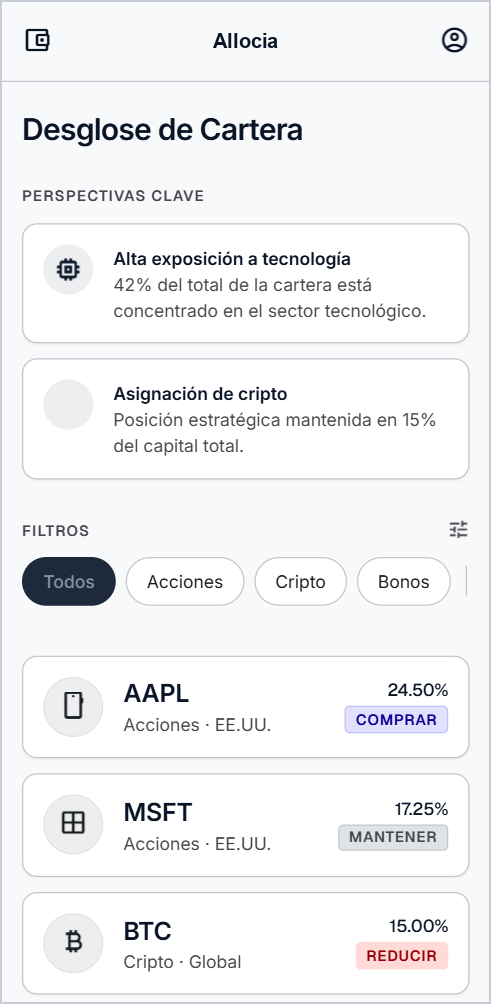 Allocia
Desglose de Cartera
PERSPECTIVAS CLAVE
Alta exposición a tecnología
42% del total de la cartera está
concentrado en el sector tecnológico.
Asignación de cripto
Posición estratégica mantenida en 15%
del capital total.
FILTROS
Todos
Acciones
Cripto
Bonos
AAPL
24.50%
Acciones · EE.UU.
COMPRAR
MSFT
17.25%
Acciones · EE.UU.
MANTENER
BTC
15.00%
Cripto · Global
REDUCIR